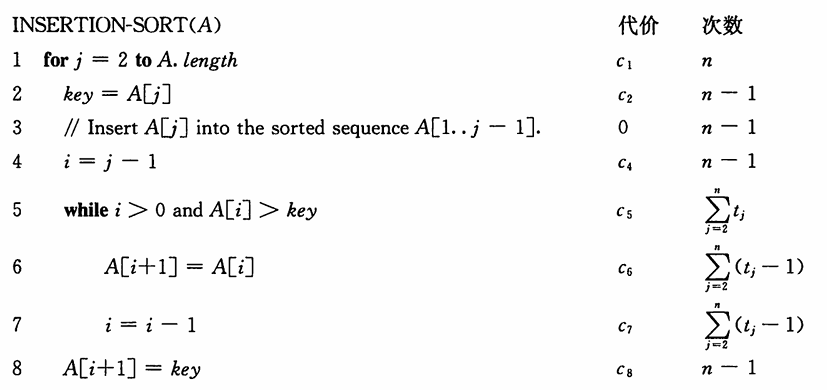 INSERTION-SORT(A) 代价 次数
1 for j = 2 to A.length c₁ n
2 key = A[j] c₂ n − 1
3 // Insert A[j] into the sorted sequence A[1..j − 1]. 0 n − 1
4 i = j − 1 c₄ n − 1
5 while i > 0 and A[i] > key c₅ ∑_{j=2}^{n} t_j
6 A[i+1] = A[i] c₆ ∑_{j=2}^{n} (t_j − 1)
7 i = i − 1 c₇ ∑_{j=2}^{n} (t_j − 1)
8 A[i+1] = key c₈ n − 1